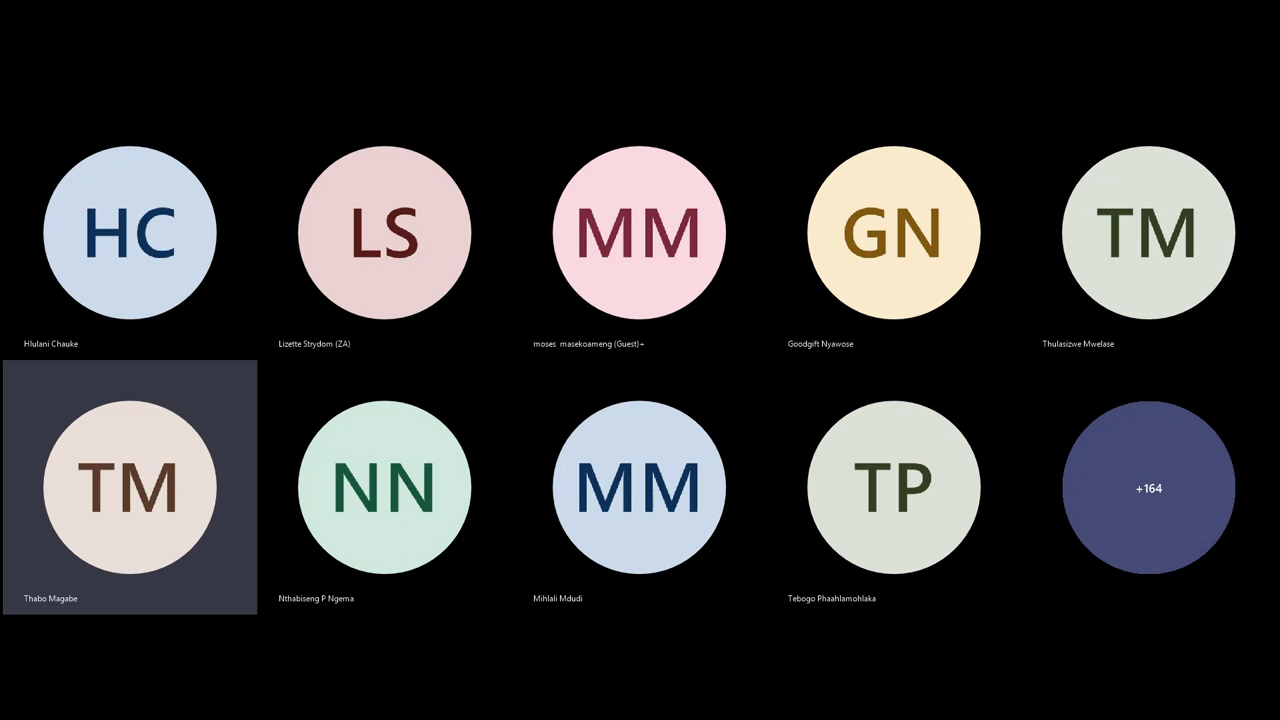 HC
LS
MM
GN
TM
Hlulani Chauke
Lizette Strydom (ZA)
moses masekoameng (Guest)+
Goodgift Nyawose
Thulasizwe Mwelase
TM
NN
MM
TP
+164
Thabo Magabe
Nthabiseng P Ngema
Mihlali Mdudi
Tebogo Phaahlamohlaka